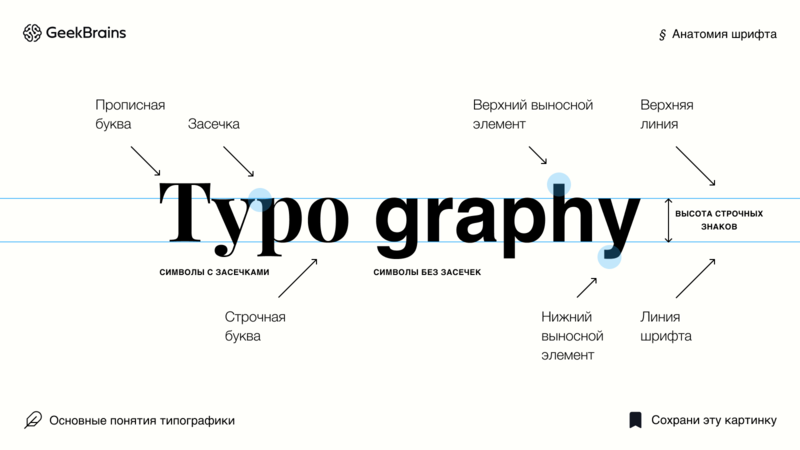 GeekBrains
§ Анатомия шрифта
Прописная
буква
Засечка
Верхний выносной
элемент
Верхняя
линия
Typo graphy
ВЫСОТА СТРОЧНЫХ
ЗНАКОВ
СИМВОЛЫ С ЗАСЕЧКАМИ
СИМВОЛЫ БЕЗ ЗАСЕЧЕК
Строчная
буква
Нижний
выносной
элемент
Линия
шрифта
Основные понятия типографики
Сохрани эту картинку